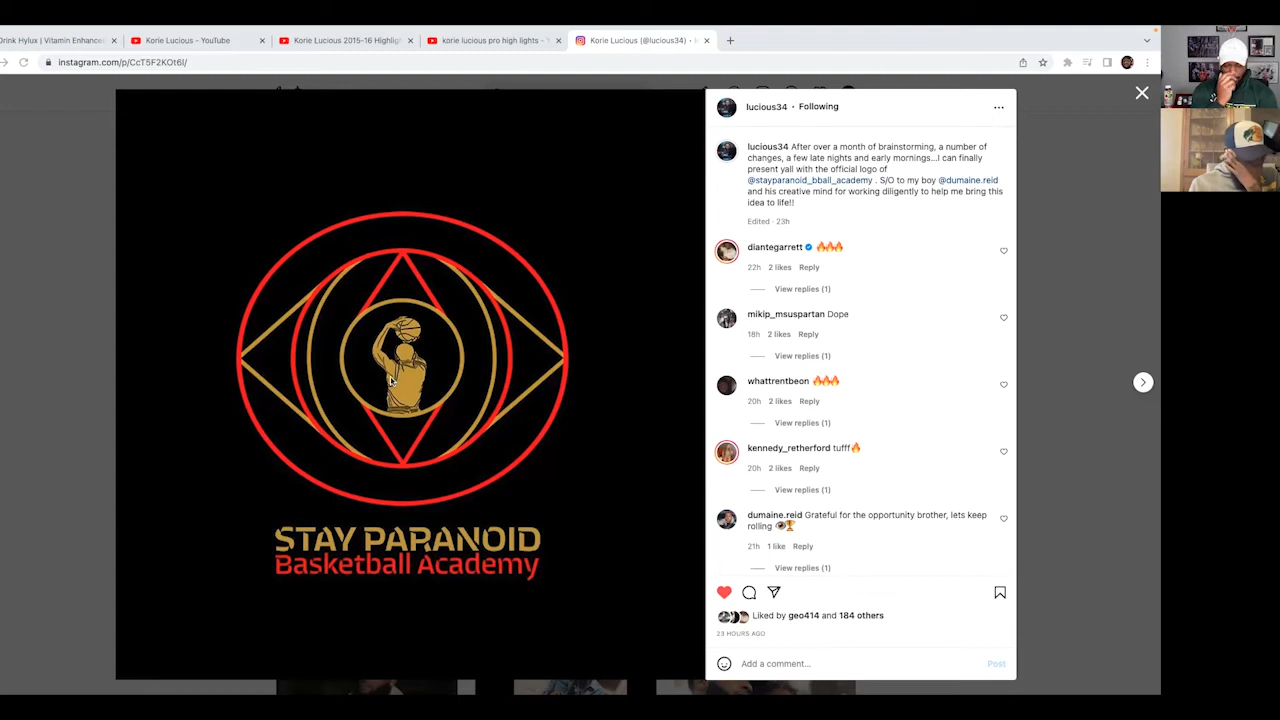 Drink Hylux | Vitamin Enhance
Korie Lucious - YouTube
Korie Lucious 2015-16 Highlig
korie lucious pro high lights - Y
Korie Lucious (@lucious34) •
instagram.com/p/CcT5F2KOt6l/
lucious34 • Following
lucious34 After over a month of brainstorming, a number of
changes, a few late nights and early mornings...I can finally
present yall with the official logo of
@stayparanoid_bball_academy . S/O to my boy @dumaine.reid
and his creative mind for working diligently to help me bring this
idea to life!!
Edited · 23h
diantegarrett 🔥🔥🔥
22h 2 likes Reply
View replies (1)
mikip_msuspartan Dope
18h 2 likes Reply
View replies (1)
whattrentbeon 🔥🔥🔥
20h 2 likes Reply
View replies (1)
kennedy_retherford tufff🔥
20h 2 likes Reply
View replies (1)
dumaine.reid Grateful for the opportunity brother, lets keep
rolling 👁️🏆
21h 1 like Reply
View replies (1)
Liked by geo414 and 184 others
23 HOURS AGO
Add a comment...
Post
STAY PARANOID
Basketball Academy